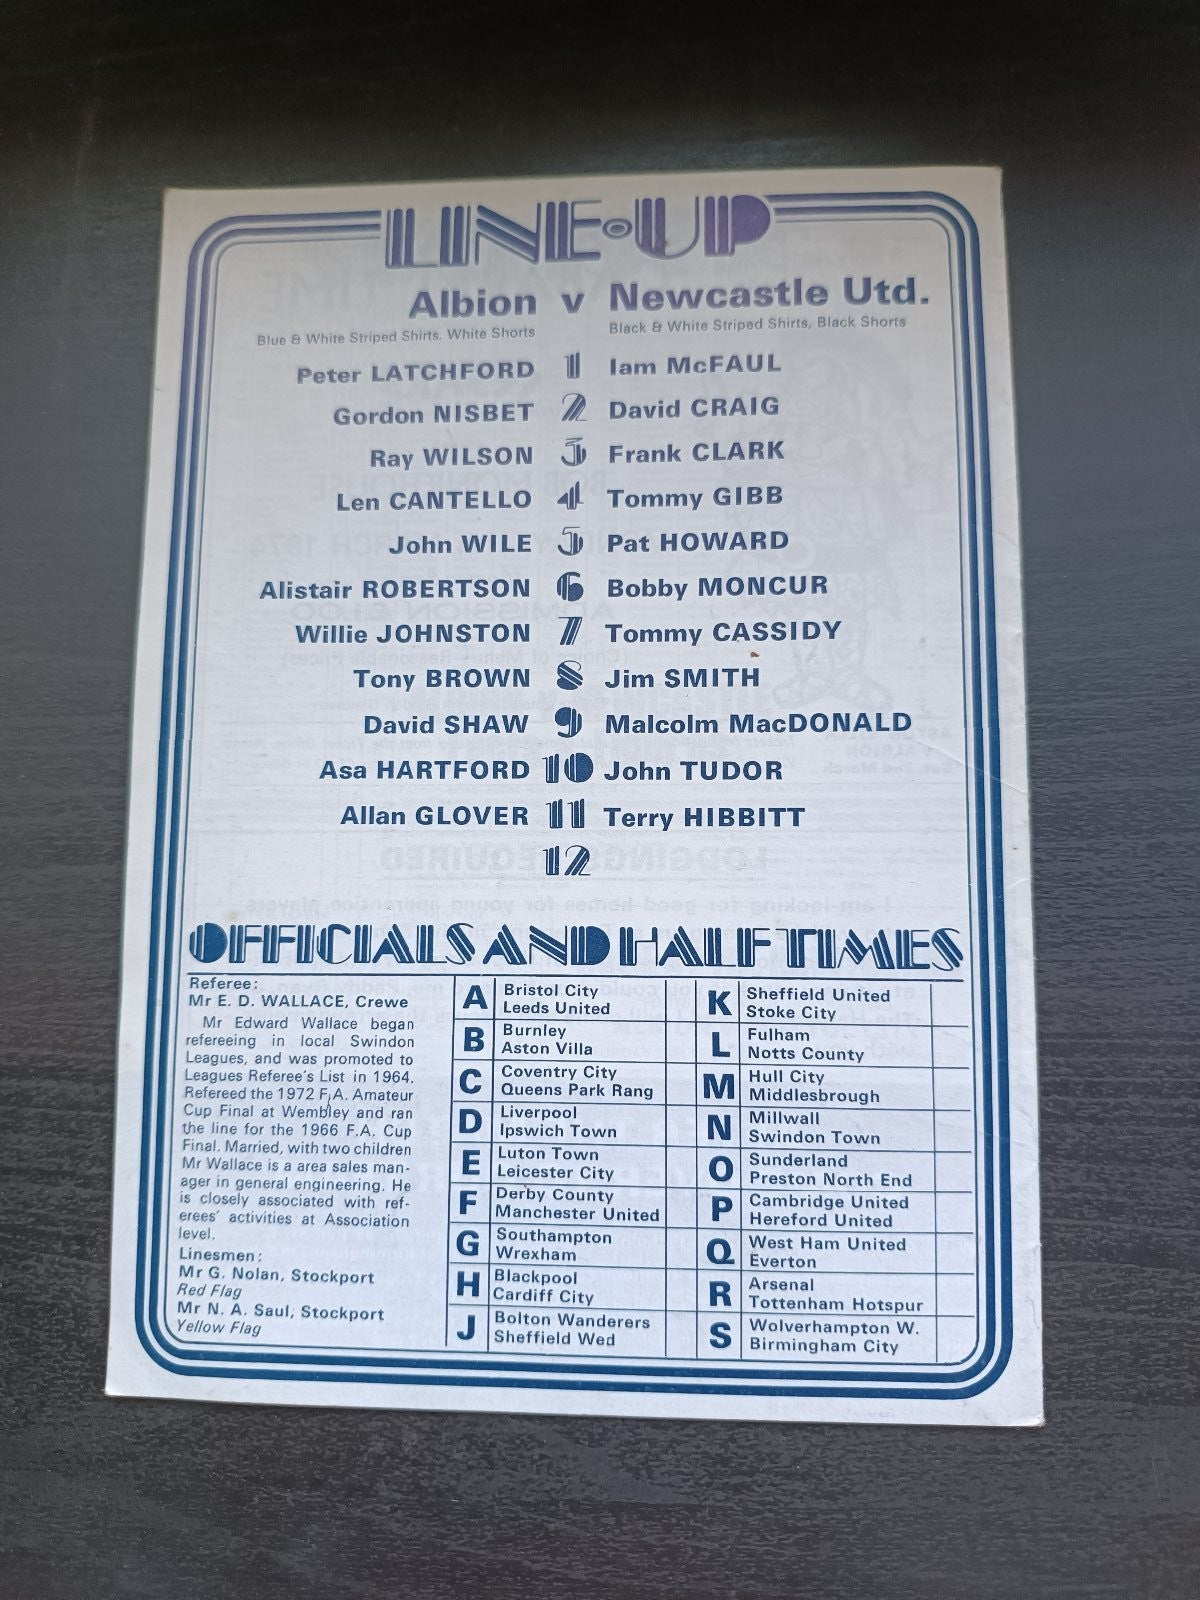 LINE-UP
Albion v Newcastle Utd.
Blue & White Striped Shirts, White Shorts
Black & White Striped Shirts, Black Shorts
Peter LATCHFORD 1 Iam McFAUL
Gordon NISBET 2 David CRAIG
Ray WILSON 3 Frank CLARK
Len CANTELLO 4 Tommy GIBB
John WILE 5 Pat HOWARD
Alistair ROBERTSON 6 Bobby MONCUR
Willie JOHNSTON 7 Tommy CASSIDY
Tony BROWN 8 Jim SMITH
David SHAW 9 Malcolm MacDONALD
Asa HARTFORD 10 John TUDOR
Allan GLOVER 11 Terry HIBBITT
12
OFFICIALS AND HALF TIMES
Referee:
Mr E. D. WALLACE, Crewe
Mr Edward Wallace began
refereeing in local Swindon
Leagues, and was promoted to
Leagues Referee's List in 1964.
Refereed the 1972 F.A. Amateur
Cup Final at Wembley and ran
the line for the 1966 F.A. Cup
Final. Married, with two children
Mr Wallace is a area sales man-
ager in general engineering. He
is closely associated with ref-
erees' activities at Association
level.
Linesmen:
Mr G. Nolan, Stockport
Red Flag
Mr N. A. Saul, Stockport
Yellow Flag
A Bristol City
Leeds United
B Burnley
Aston Villa
C Coventry City
Queens Park Rang
D Liverpool
Ipswich Town
E Luton Town
Leicester City
F Derby County
Manchester United
G Southampton
Wrexham
H Blackpool
Cardiff City
J Bolton Wanderers
Sheffield Wed
K Sheffield United
Stoke City
L Fulham
Notts County
M Hull City
Middlesbrough
N Millwall
Swindon Town
O Sunderland
Preston North End
P Cambridge United
Hereford United
Q West Ham United
Everton
R Arsenal
Tottenham Hotspur
S Wolverhampton W.
Birmingham City